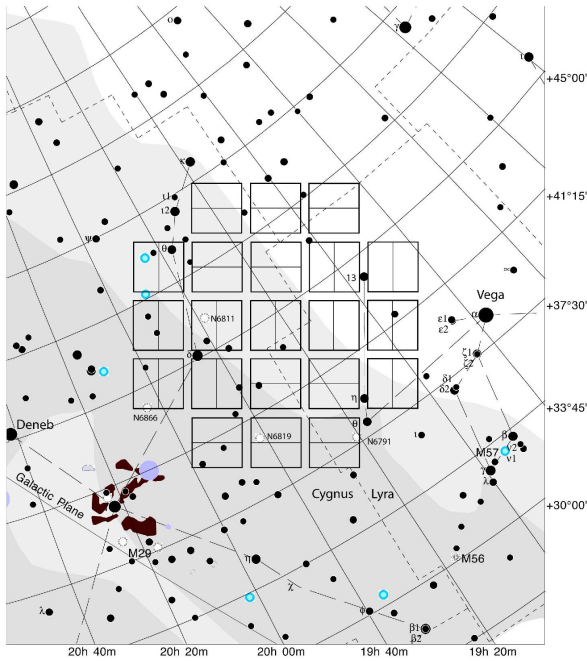 ο
γ
ι
+45°00'
κ
ι1
ι2
+41°15'
ψ
θ
13
Vega
+37°30'
α
N6811
ε1
ε2
δ
ζ1
ζ2
δ1
δ2
+33°45'
η
N6866
Deneb
θ
ι
β
N6819
N6791
M57
ν2
ν1
γ
λ
Galactic Plane
Cygnus
Lyra
+30°00'
M29
η
M56
χ
λ
φ
β1
β2
20h 40m
20h 20m
20h 00m
19h 40m
19h 20m